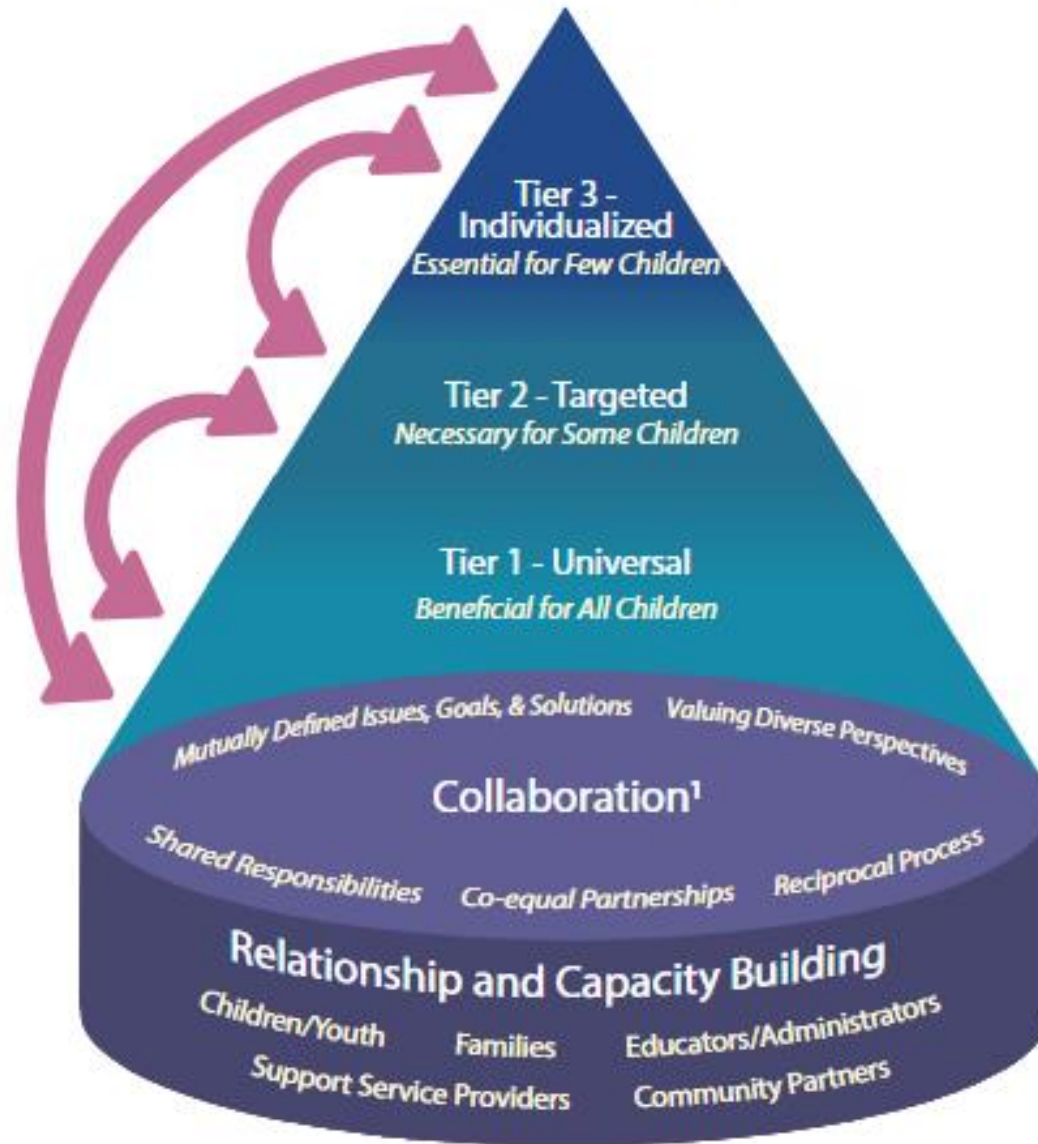 Tier 3 -
Individualized
Essential for Few Children
Tier 2 - Targeted
Necessary for Some Children
Tier 1 - Universal
Beneficial for All Children
Mutually Defined Issues, Goals, & Solutions
Valuing Diverse Perspectives
Collaboration¹
Shared Responsibilities
Co-equal Partnerships
Reciprocal Process
Relationship and Capacity Building
Children/Youth
Families
Educators/Administrators
Support Service Providers
Community Partners